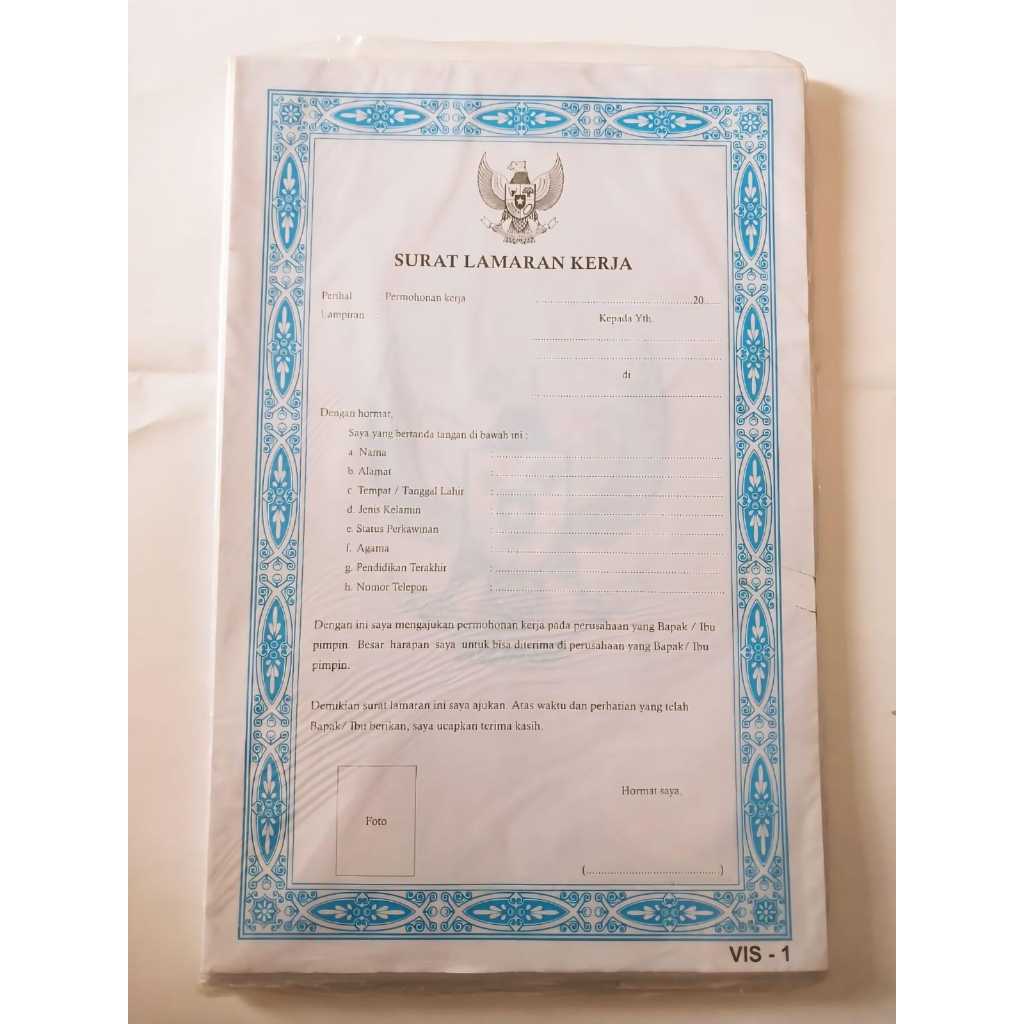 SURAT LAMARAN KERJA
Perihal : Permohonan kerja ........................................20.....
Lampiran :
Kepada Yth.
................................................
................................................
di
................................................
Dengan hormat,
Saya yang bertanda tangan di bawah ini :
a. Nama : ............................................................
b. Alamat : ............................................................
c. Tempat / Tanggal Lahir : ............................................................
d. Jenis Kelamin : ............................................................
e. Status Perkawinan : ............................................................
f. Agama : ............................................................
g. Pendidikan Terakhir : ............................................................
h. Nomor Telepon : ............................................................
Dengan ini saya mengajukan permohonan kerja pada perusahaan yang Bapak / Ibu
pimpin. Besar harapan saya untuk bisa diterima di perusahaan yang Bapak / Ibu
pimpin.
Demikian surat lamaran ini saya ajukan. Atas waktu dan perhatian yang telah
Bapak / Ibu berikan, saya ucapkan terima kasih.
Hormat saya,
Foto
(........................................)
VIS - 1